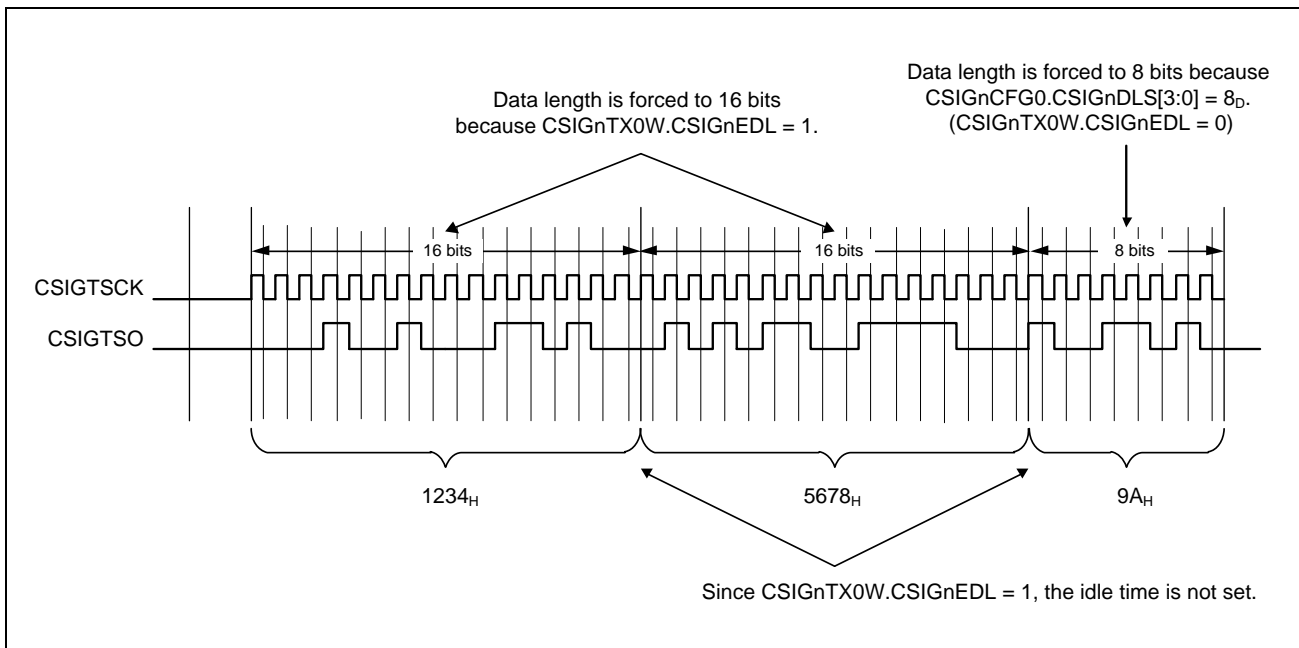 Data length is forced to 16 bits
because CSIGnTX0W.CSIGnEDL = 1.
Data length is forced to 8 bits because
CSIGnCFG0.CSIGnDLS[3:0] = 8D.
(CSIGnTX0W.CSIGnEDL = 0)
16 bits
16 bits
8 bits
CSIGTSCK
CSIGTSO
1234H
5678H
9AH
Since CSIGnTX0W.CSIGnEDL = 1, the idle time is not set.